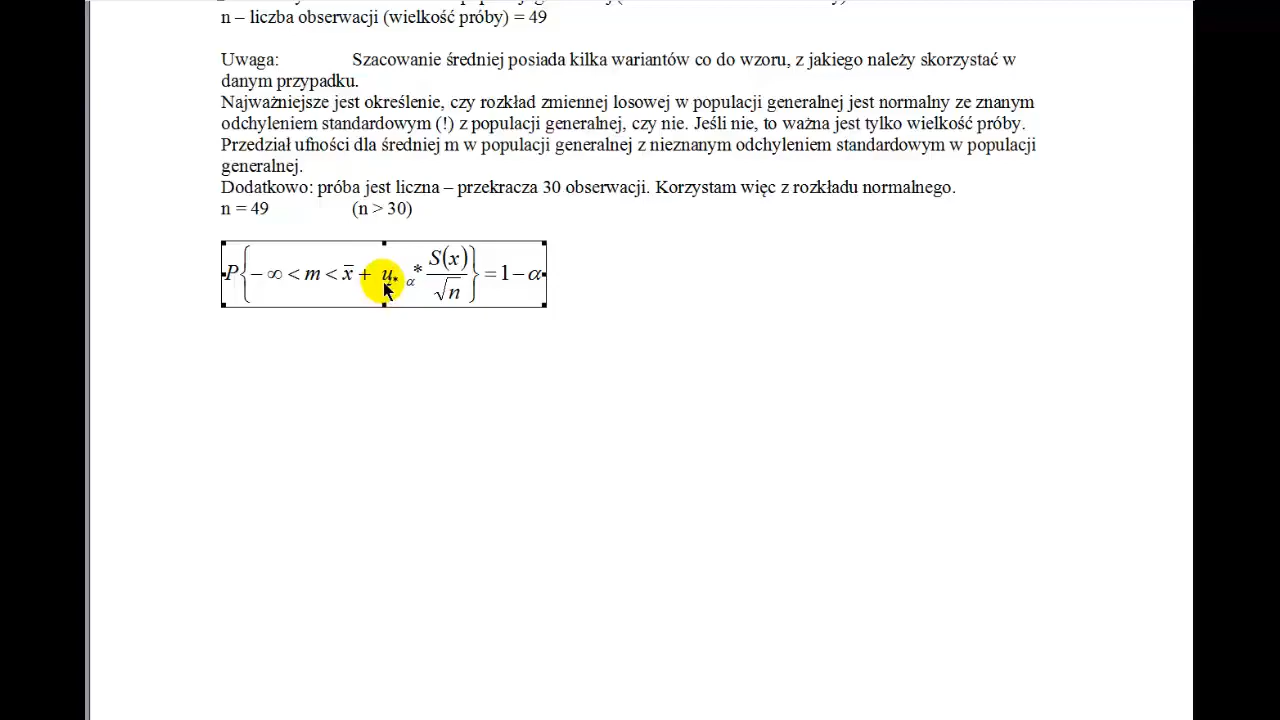 n – liczba obserwacji (wielkość próby) = 49
Uwaga: Szacowanie średniej posiada kilka wariantów co do wzoru, z jakiego należy skorzystać w
danym przypadku.
Najważniejsze jest określenie, czy rozkład zmiennej losowej w populacji generalnej jest normalny ze znanym
odchyleniem standardowym (!) z populacji generalnej, czy nie. Jeśli nie, to ważna jest tylko wielkość próby.
Przedział ufności dla średniej m w populacji generalnej z nieznanym odchyleniem standardowym w populacji
generalnej.
Dodatkowo: próba jest liczna – przekracza 30 obserwacji. Korzystam więc z rozkładu normalnego.
n = 49 (n > 30)
P{ − ∞ < m < x̄ + u*α * S(x)/√n } = 1 − α